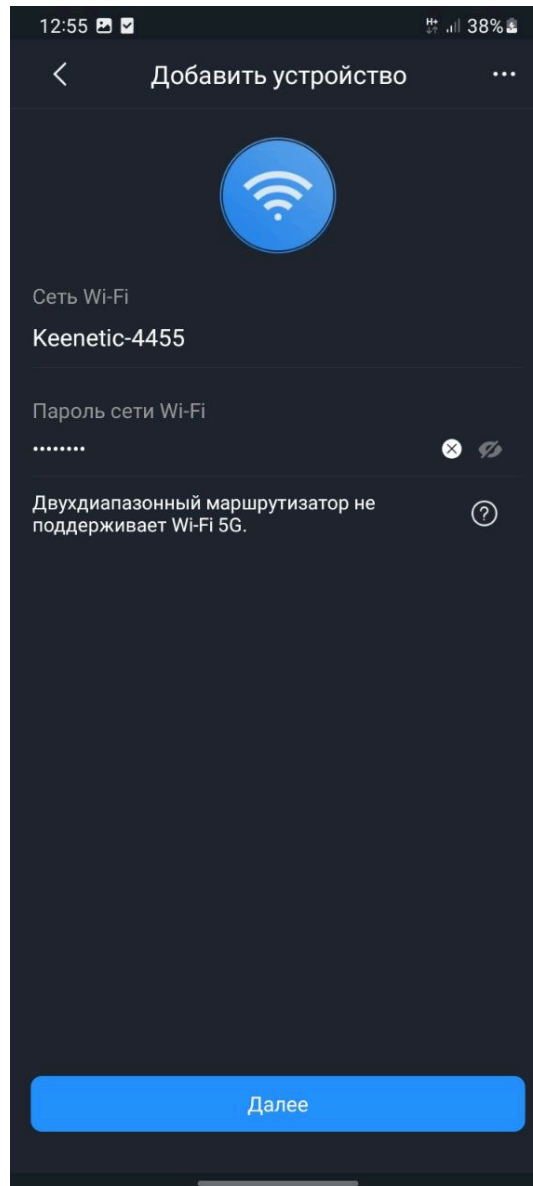 12:55
H+ 38%
Добавить устройство
Сеть Wi-Fi
Keenetic-4455
Пароль сети Wi-Fi
••••••••
Двухдиапазонный маршрутизатор не
поддерживает Wi-Fi 5G.
?
Далее